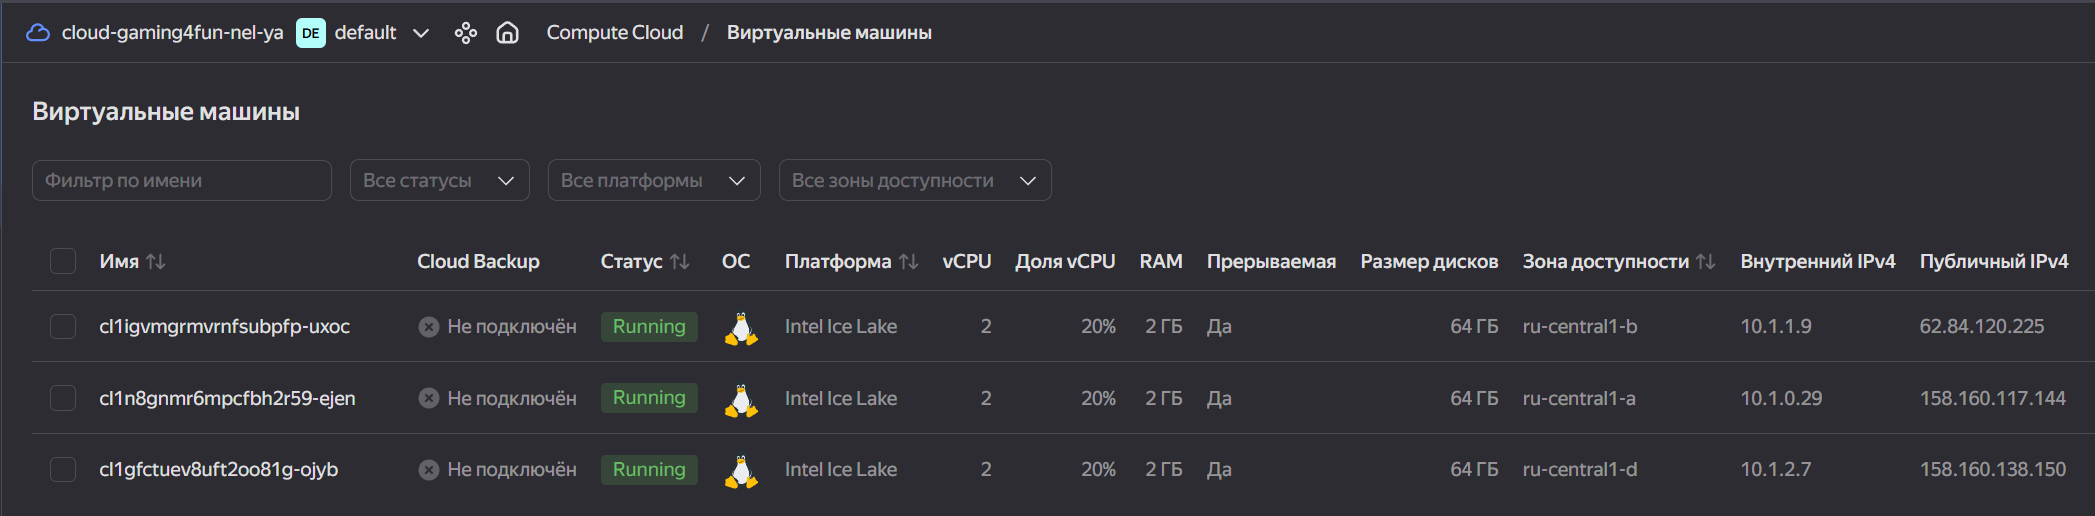 cloud-gaming4fun-nel-ya DE default Compute Cloud / Виртуальные машины
Виртуальные машины
Фильтр по имени Все статусы Все платформы Все зоны доступности
Имя Cloud Backup Статус ОС Платформа vCPU Доля vCPU RAM Прерываемая Размер дисков Зона доступности Внутренний IPv4 Публичный IPv4
cl1igvmgrmvrnfsubpfp-uxoc Не подключён Running Intel Ice Lake 2 20% 2 ГБ Да 64 ГБ ru-central1-b 10.1.1.9 62.84.120.225
cl1n8gnmr6mpcfbh2r59-ejen Не подключён Running Intel Ice Lake 2 20% 2 ГБ Да 64 ГБ ru-central1-a 10.1.0.29 158.160.117.144
cl1gfctuev8uft2oo81g-ojyb Не подключён Running Intel Ice Lake 2 20% 2 ГБ Да 64 ГБ ru-central1-d 10.1.2.7 158.160.138.150